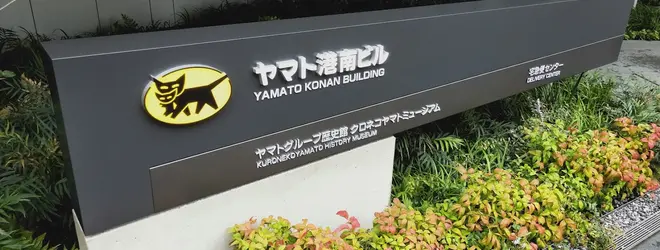 ヤマト港南ビル
YAMATO KONAN BUILDING
宅急便センター
DELIVERY CENTER
ヤマトグループ歴史館 クロネコヤマトミュージアム
KURONEKOYAMATO HISTORY MUSEUM